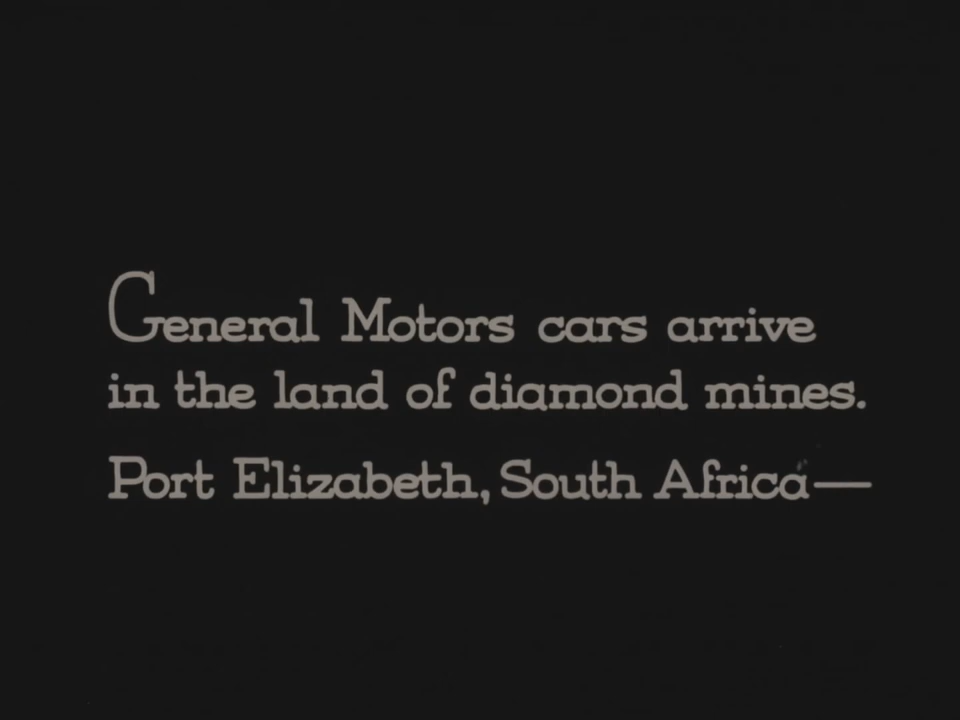 General Motors cars arrive
in the land of diamond mines.
Port Elizabeth, South Africa—